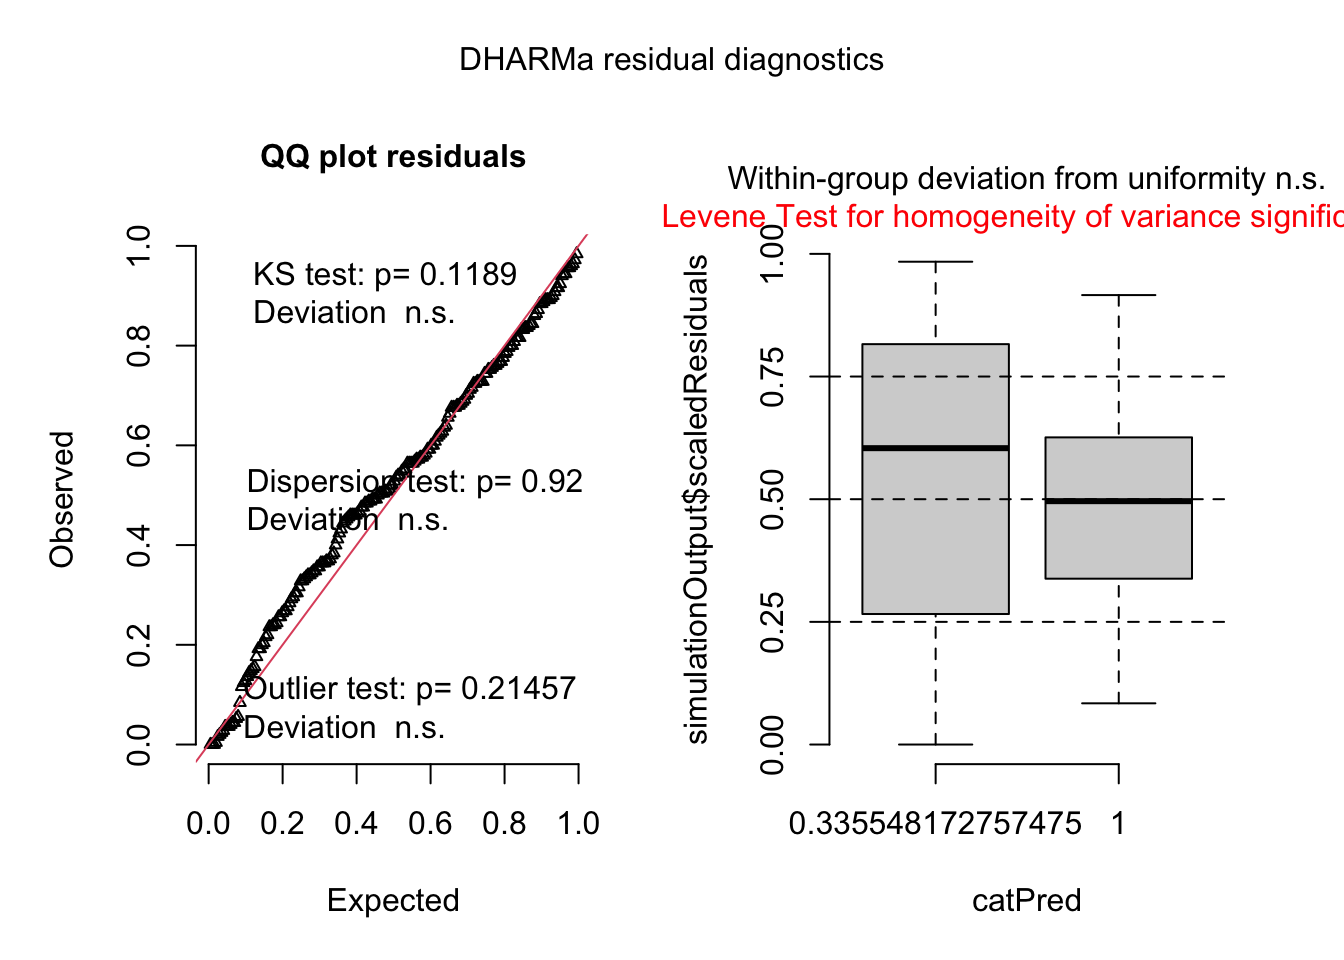 DHARMa residual diagnostics
QQ plot residuals
KS test: p= 0.1189
Deviation  n.s.
Dispersion test: p= 0.92
Deviation  n.s.
Outlier test: p= 0.21457
Deviation  n.s.
Observed
0.0
0.2
0.4
0.6
0.8
1.0
0.0 0.2 0.4 0.6 0.8 1.0
Expected
Within-group deviation from uniformity n.s.
Levene Test for homogeneity of variance signific
simulationOutput$scaledResiduals
0.00
0.25
0.50
0.75
1.00
0.335548172757475 1
catPred